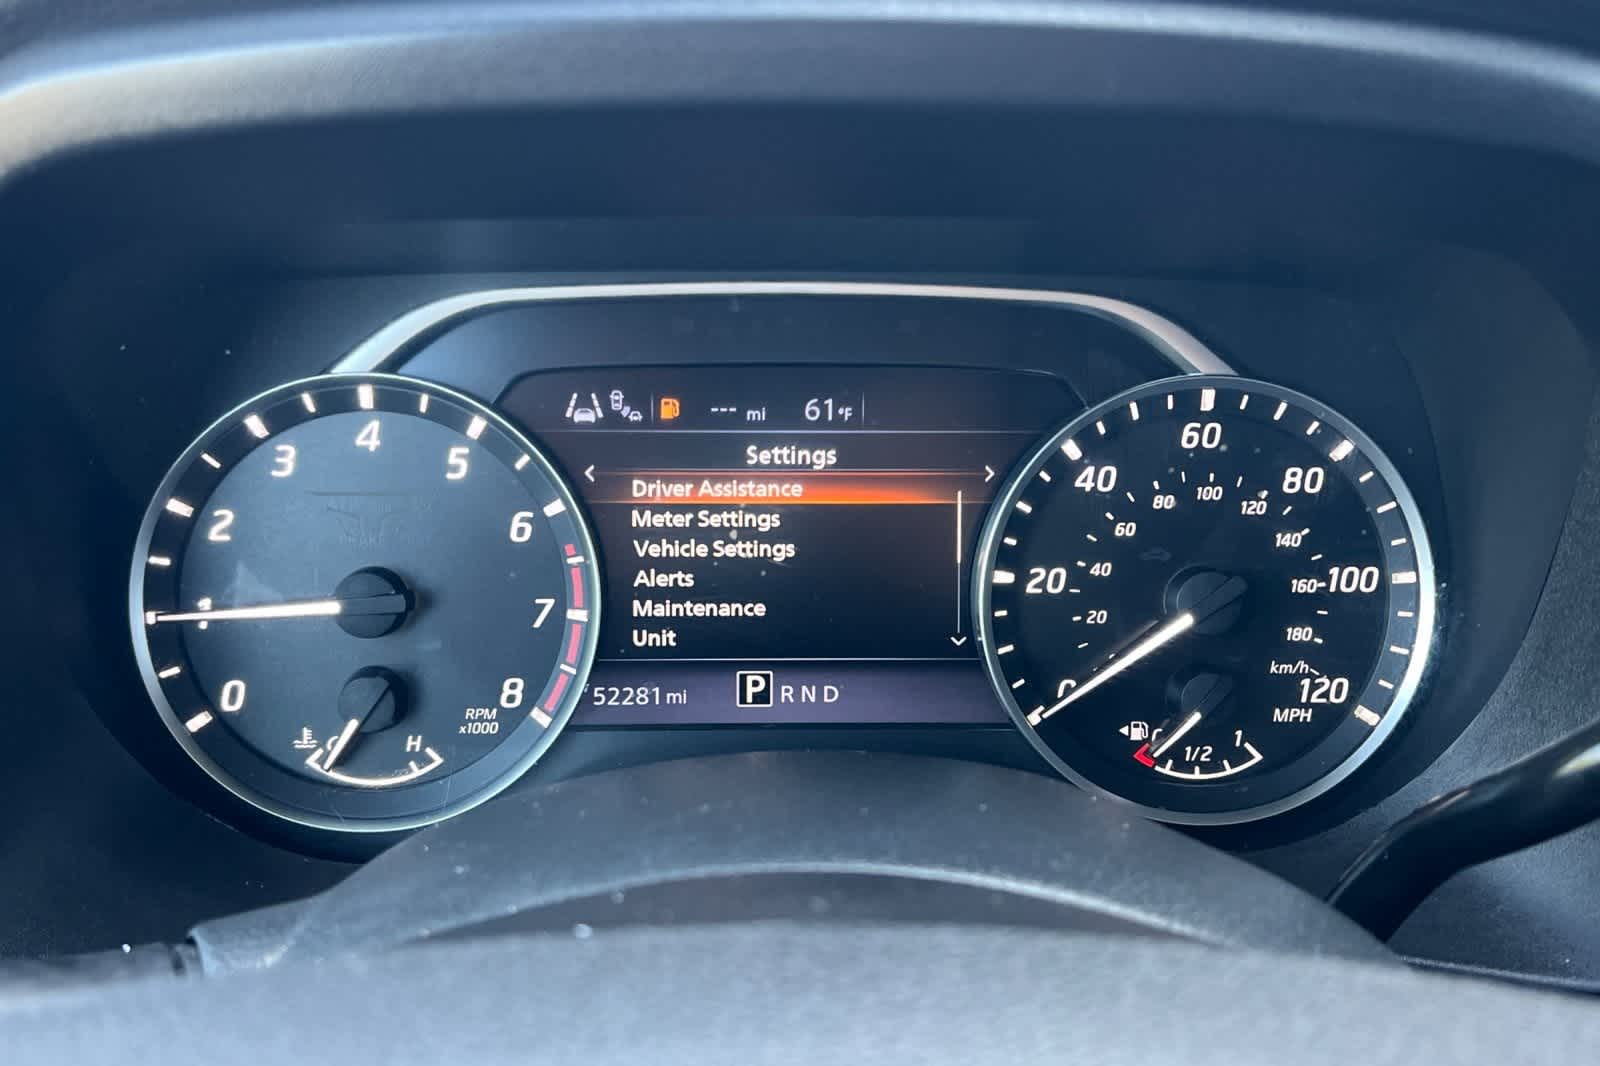 --- mi 61°F
Settings
Driver Assistance
Meter Settings
Vehicle Settings
Alerts
Maintenance
Unit
52281 mi P R N D
0 1 2 3 4 5 6 7 8
RPM
x1000
H
0 20 40 60 80 100 120
20 40 60 80 100 120 140 160 180
km/h
MPH
1/2 1